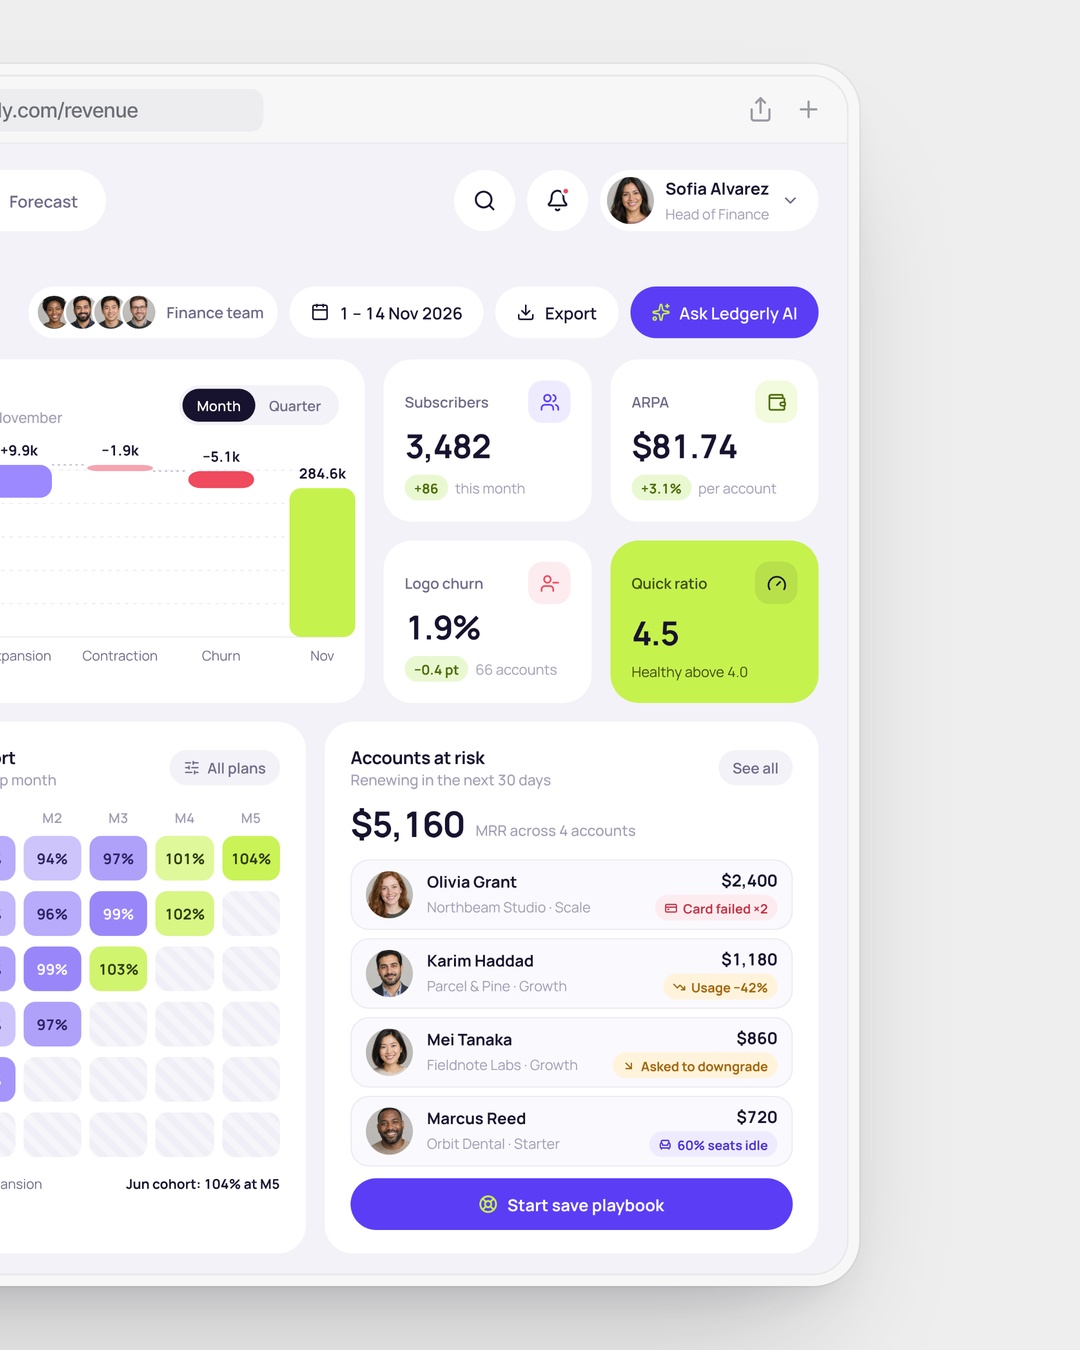 ly.com/revenue
Forecast
Sofia Alvarez
Head of Finance
Finance team
1 – 14 Nov 2026
Export
Ask Ledgerly AI
November
Month
Quarter
+9.9k
−1.9k
−5.1k
284.6k
Expansion
Contraction
Churn
Nov
Subscribers
3,482
+86
this month
ARPA
$81.74
+3.1%
per account
Logo churn
1.9%
−0.4 pt
66 accounts
Quick ratio
4.5
Healthy above 4.0
rt
p month
All plans
M2
M3
M4
M5
94%
97%
101%
104%
96%
99%
102%
99%
103%
97%
ansion
Jun cohort: 104% at M5
Accounts at risk
Renewing in the next 30 days
See all
$5,160
MRR across 4 accounts
Olivia Grant
Northbeam Studio · Scale
$2,400
Card failed ×2
Karim Haddad
Parcel & Pine · Growth
$1,180
Usage −42%
Mei Tanaka
Fieldnote Labs · Growth
$860
Asked to downgrade
Marcus Reed
Orbit Dental · Starter
$720
60% seats idle
Start save playbook